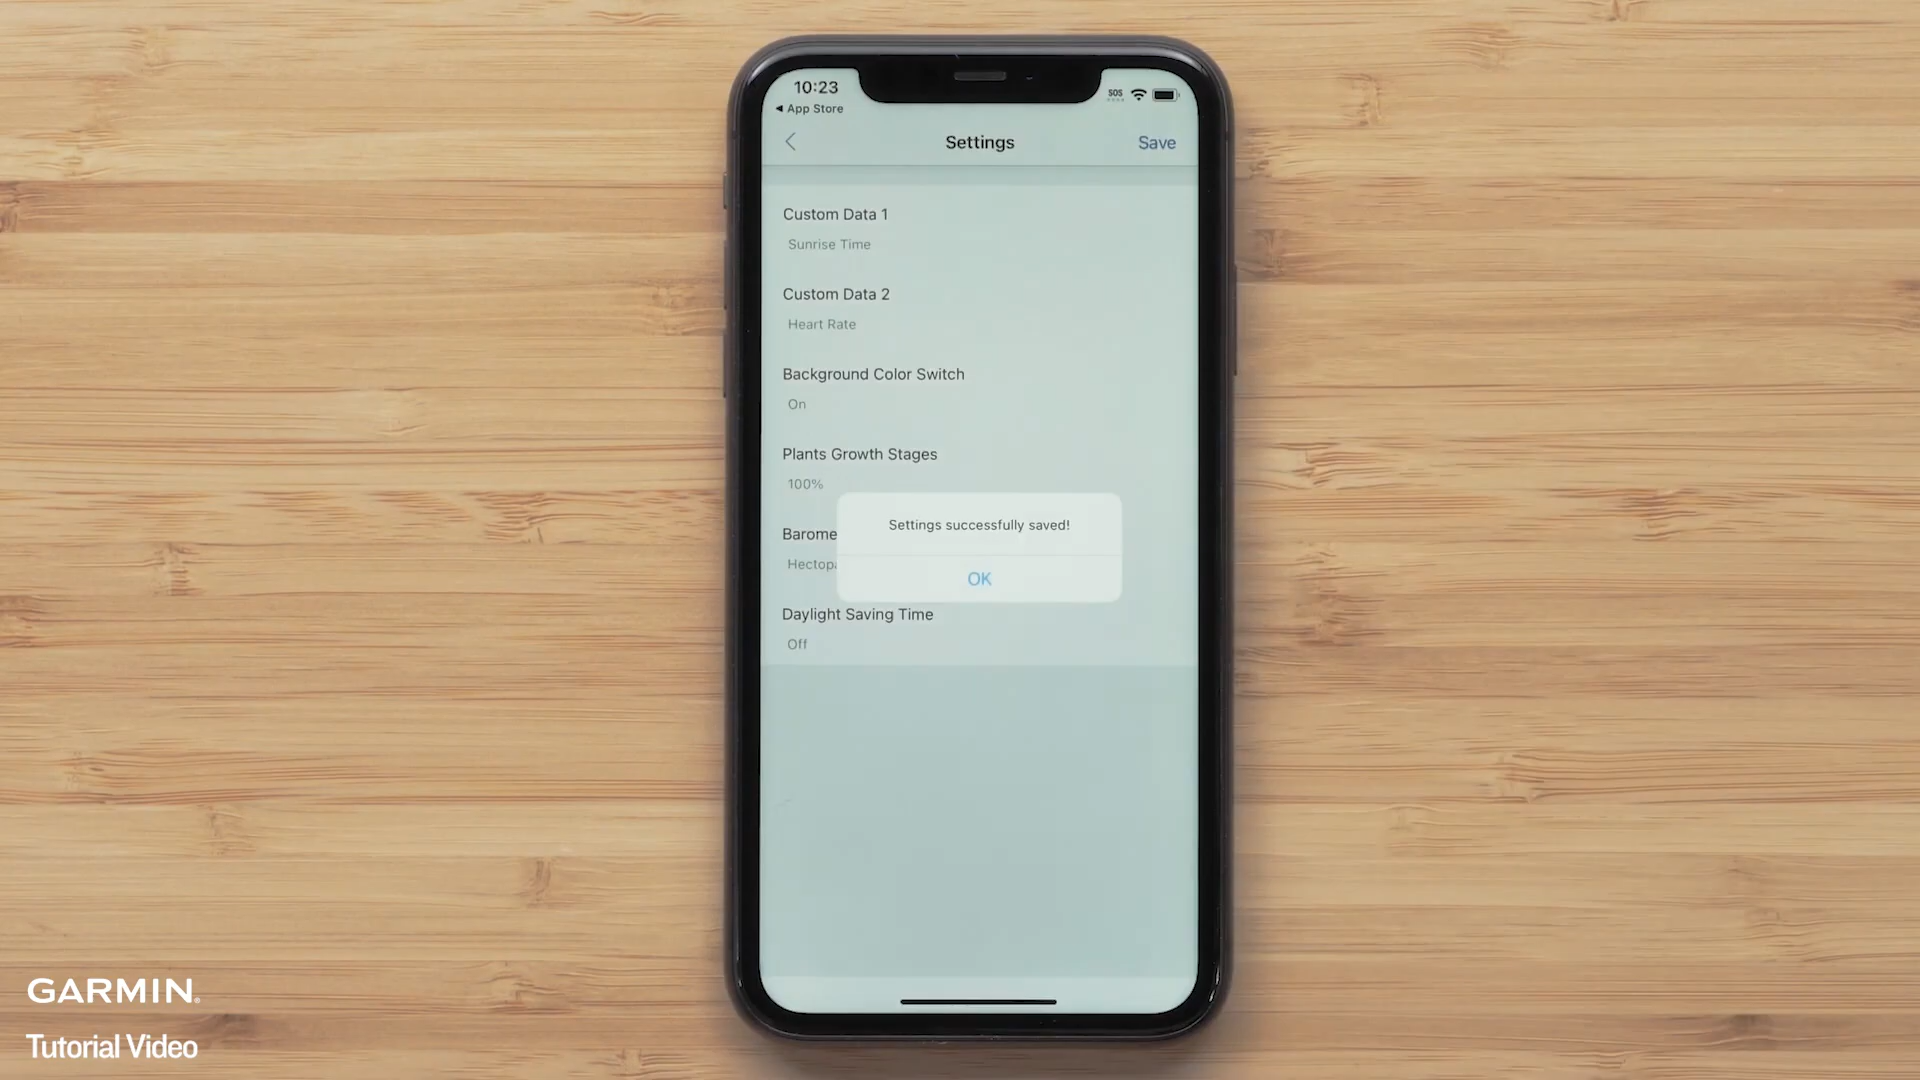 10:23
SOS
◀ App Store
Settings
Save
Custom Data 1
Sunrise Time
Custom Data 2
Heart Rate
Background Color Switch
On
Plants Growth Stages
100%
Settings successfully saved!
Barome
Hectopa
OK
Daylight Saving Time
Off
GARMIN.
Tutorial Video